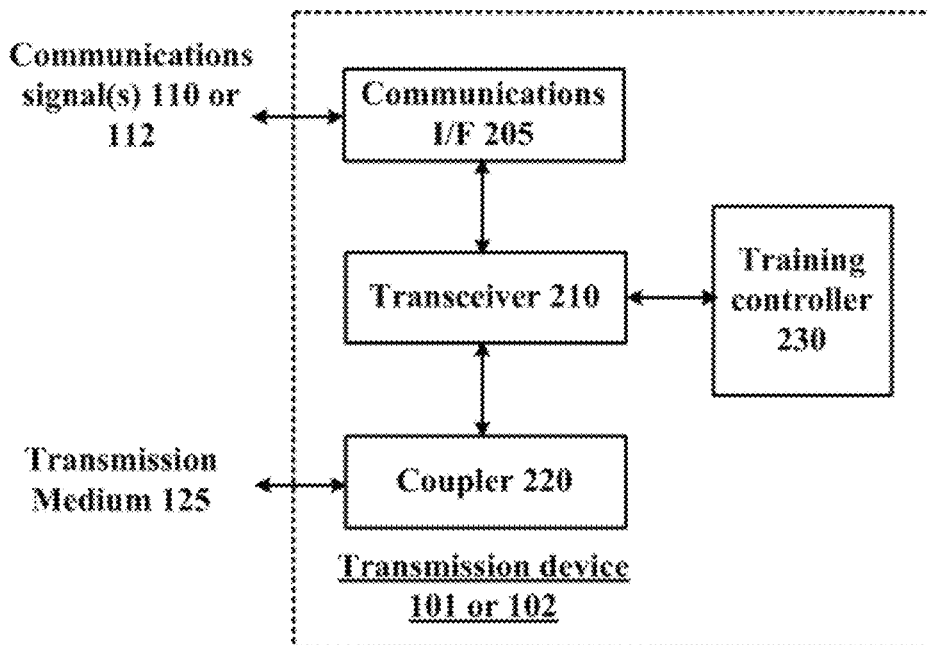 Communications
signal(s) 110 or
112
Communications
I/F 205
Transceiver 210
Training
controller
230
Transmission
Medium 125
Coupler 220
Transmission device
101 or 102